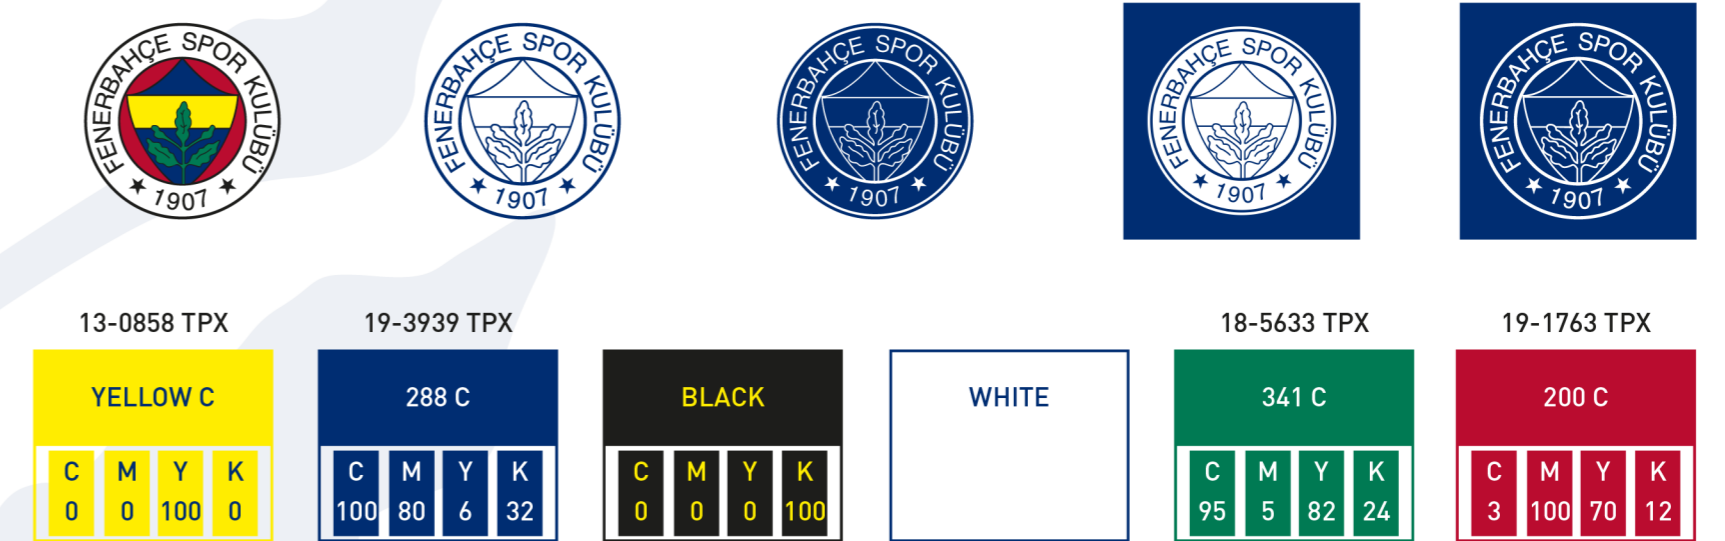 FENERBAHÇE SPOR KULÜBÜ
★ 1907 ★
FENERBAHÇE SPOR KULÜBÜ
★ 1907 ★
FENERBAHÇE SPOR KULÜBÜ
★ 1907 ★
FENERBAHÇE SPOR KULÜBÜ
★ 1907 ★
FENERBAHÇE SPOR KULÜBÜ
★ 1907 ★
13-0858 TPX
19-3939 TPX
18-5633 TPX
19-1763 TPX
YELLOW C
288 C
BLACK
WHITE
341 C
200 C
C M Y K
C M Y K
C M Y K
C M Y K
C M Y K
0 0 100 0
100 80 6 32
0 0 0 100
95 5 82 24
3 100 70 12